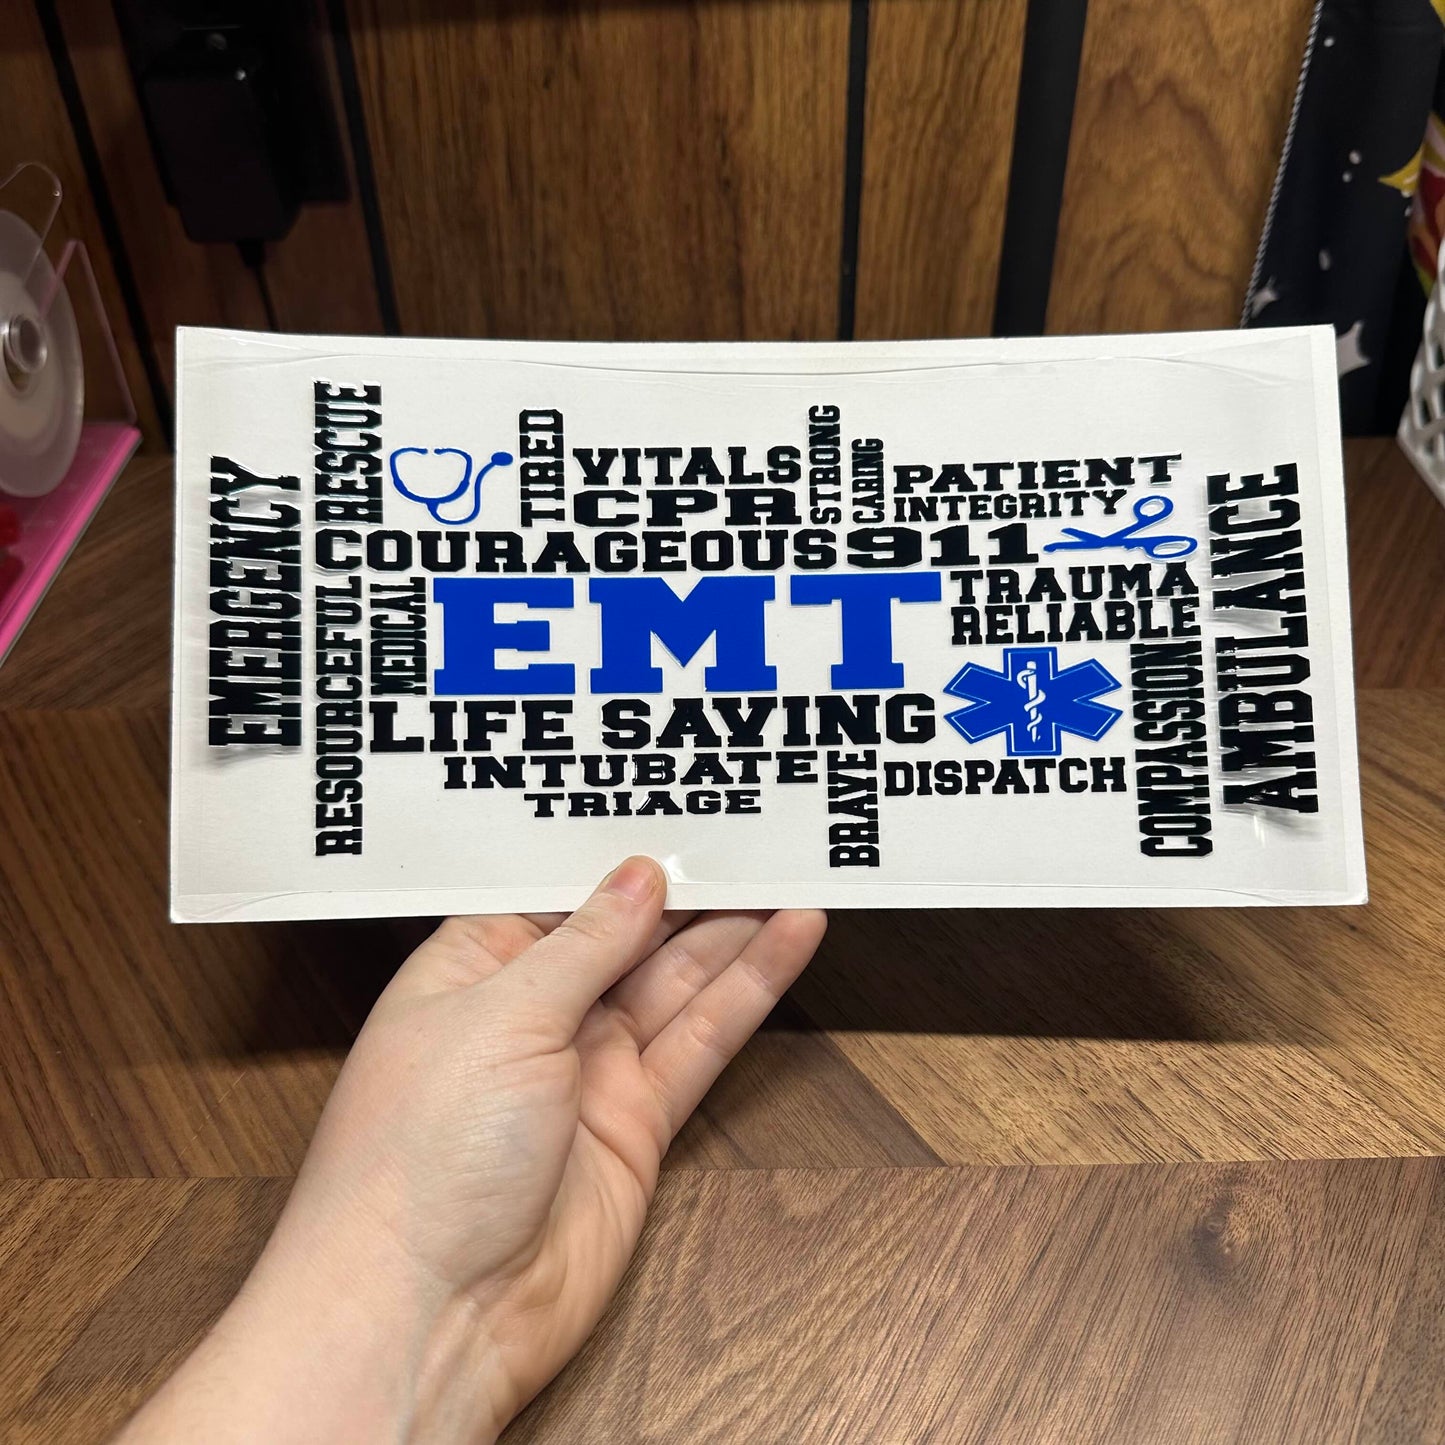 EMERGENCY
RESCUE
TIRED
VITALS
CPR
STRONG
CARING
PATIENT
INTEGRITY
COURAGEOUS 911
RESOURCEFUL
MEDICAL
EMT
TRAUMA
RELIABLE
LIFE SAVING
INTUBATE
TRIAGE
BRAVE
DISPATCH
COMPASSION
AMBULANCE